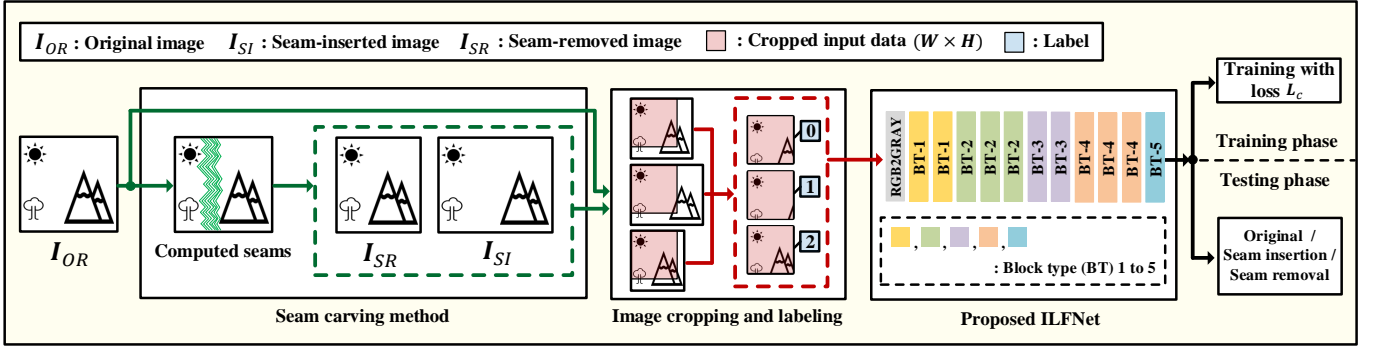 I_OR : Original image I_SI : Seam-inserted image I_SR : Seam-removed image : Cropped input data (W × H) : Label
I_OR
Computed seams
I_SR
I_SI
Seam carving method
0
1
2
Image cropping and labeling
RGB2GRAY
BT-1
BT-1
BT-2
BT-2
BT-2
BT-3
BT-3
BT-4
BT-4
BT-4
BT-5
, , , ,
: Block type (BT) 1 to 5
Proposed ILFNet
Training with
loss L_c
Training phase
Testing phase
Original /
Seam insertion /
Seam removal